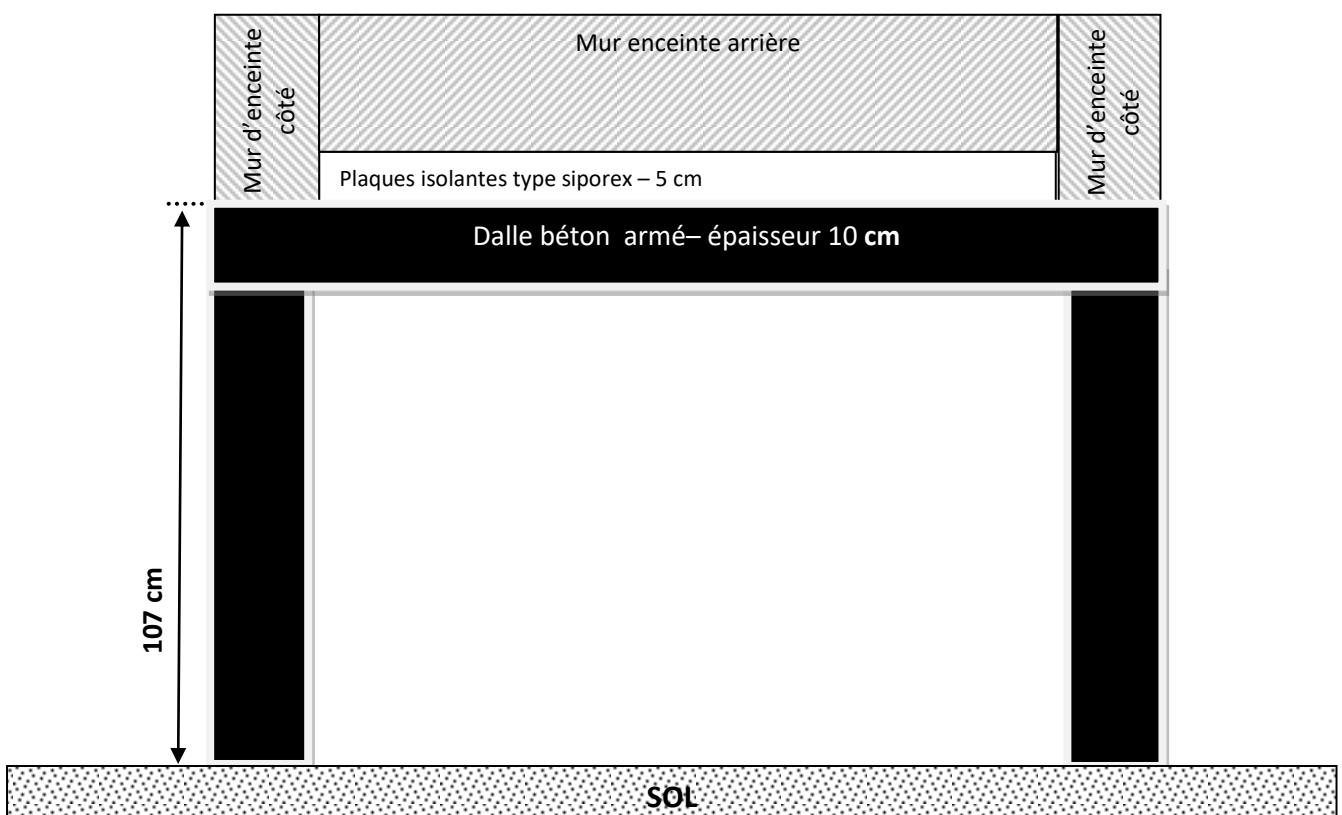 Mur d'enceinte
côté
Mur enceinte arrière
Mur d'enceinte
côté
Plaques isolantes type siporex – 5 cm
Dalle béton armé– épaisseur 10 cm
107 cm
SOL